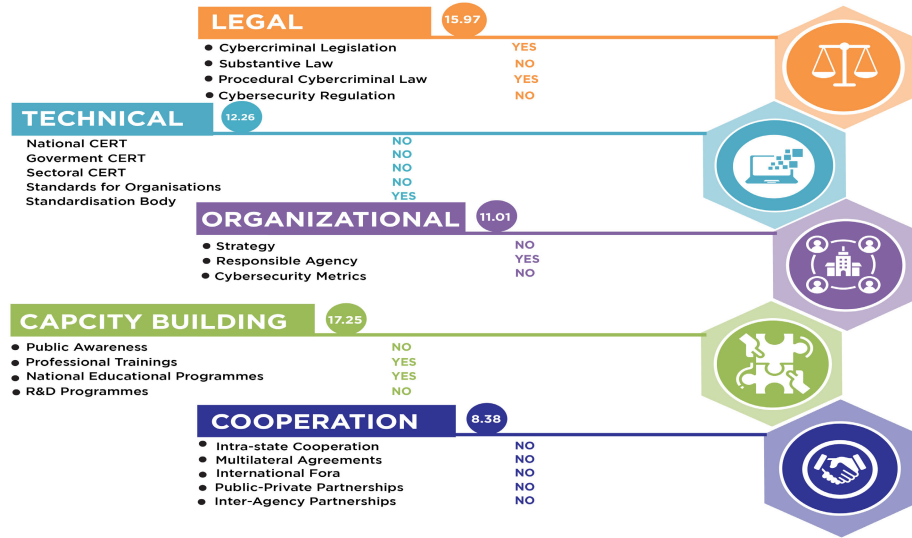 LEGAL 15.97
● Cybercriminal Legislation YES
● Substantive Law NO
● Procedural Cybercriminal Law YES
● Cybersecurity Regulation NO
TECHNICAL 12.26
National CERT NO
Goverment CERT NO
Sectoral CERT NO
Standards for Organisations NO
Standardisation Body YES
ORGANIZATIONAL 11.01
● Strategy NO
● Responsible Agency YES
● Cybersecurity Metrics NO
CAPCITY BUILDING 17.25
● Public Awareness NO
● Professional Trainings YES
● National Educational Programmes YES
● R&D Programmes NO
COOPERATION 8.38
● Intra-state Cooperation NO
● Multilateral Agreements NO
● International Fora NO
● Public-Private Partnerships NO
● Inter-Agency Partnerships NO